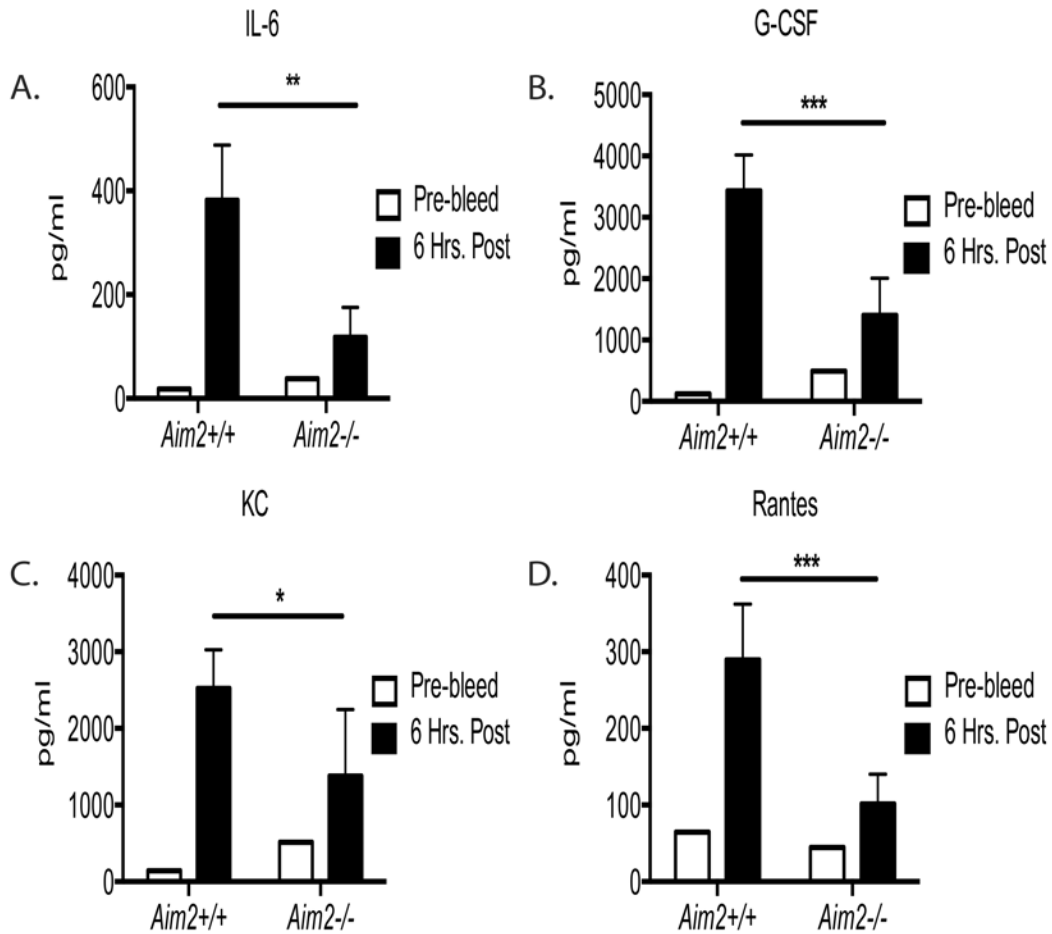 IL-6
A.
600
400
200
0
pg/ml
**
Pre-bleed
6 Hrs. Post
Aim2+/+
Aim2-/-
G-CSF
B.
5000
4000
3000
2000
1000
0
pg/ml
***
Pre-bleed
6 Hrs. Post
Aim2+/+
Aim2-/-
KC
C.
4000
3000
2000
1000
0
pg/ml
*
Pre-bleed
6 Hrs. Post
Aim2+/+
Aim2-/-
Rantes
D.
400
300
200
100
0
pg/ml
***
Pre-bleed
6 Hrs. Post
Aim2+/+
Aim2-/-